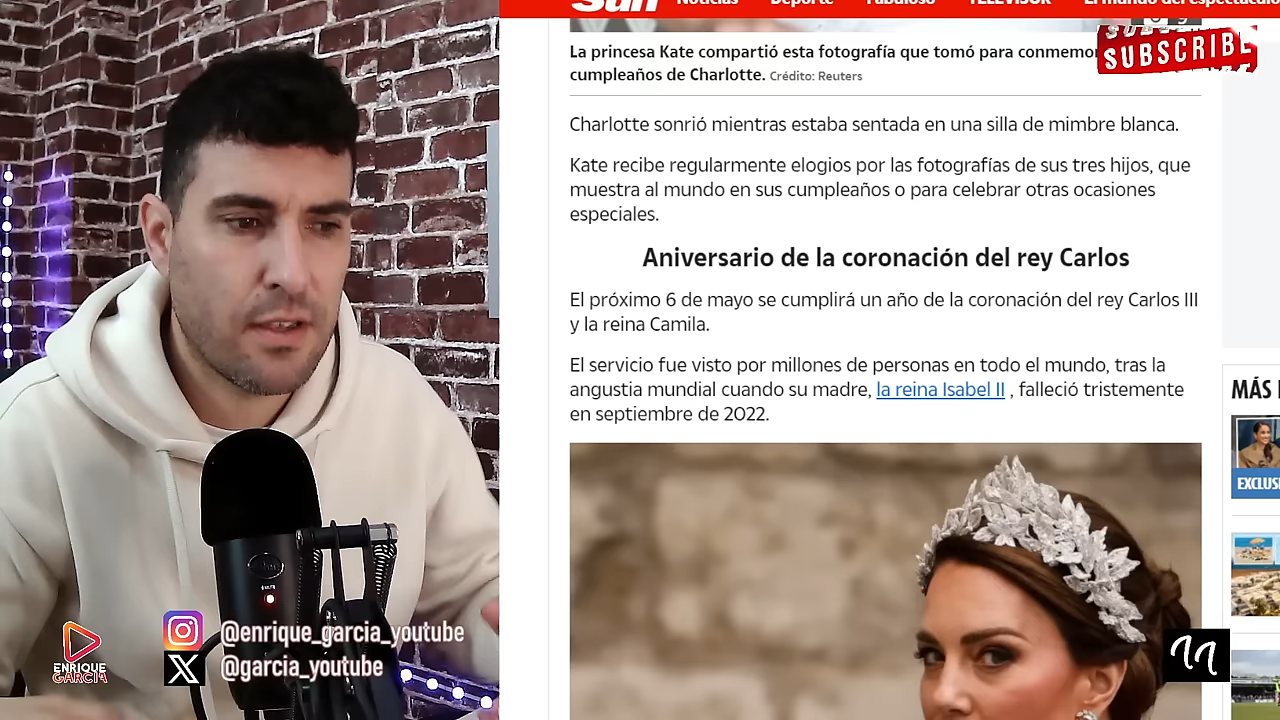 Sun Noticias Deporte Fabuloso TELEVISOR El mundo del espectáculo
La princesa Kate compartió esta fotografía que tomó para
cumpleaños de Charlotte. Crédito: Reuters
SUBSCRIBE
Charlotte sonrió mientras estaba sentada en una silla de mimbre blanca.
Kate recibe regularmente elogios por las fotografías de sus tres hijos, que
muestra al mundo en sus cumpleaños o para celebrar otras ocasiones
especiales.
Aniversario de la coronación del rey Carlos
El próximo 6 de mayo se cumplirá un año de la coronación del rey Carlos III
y la reina Camila.
El servicio fue visto por millones de personas en todo el mundo, tras la
angustia mundial cuando su madre, la reina Isabel II , falleció tristemente
en septiembre de 2022.
MÁS
ENRIQUE
GARCIA
@enrique_garcia_youtube
@garcia_youtube